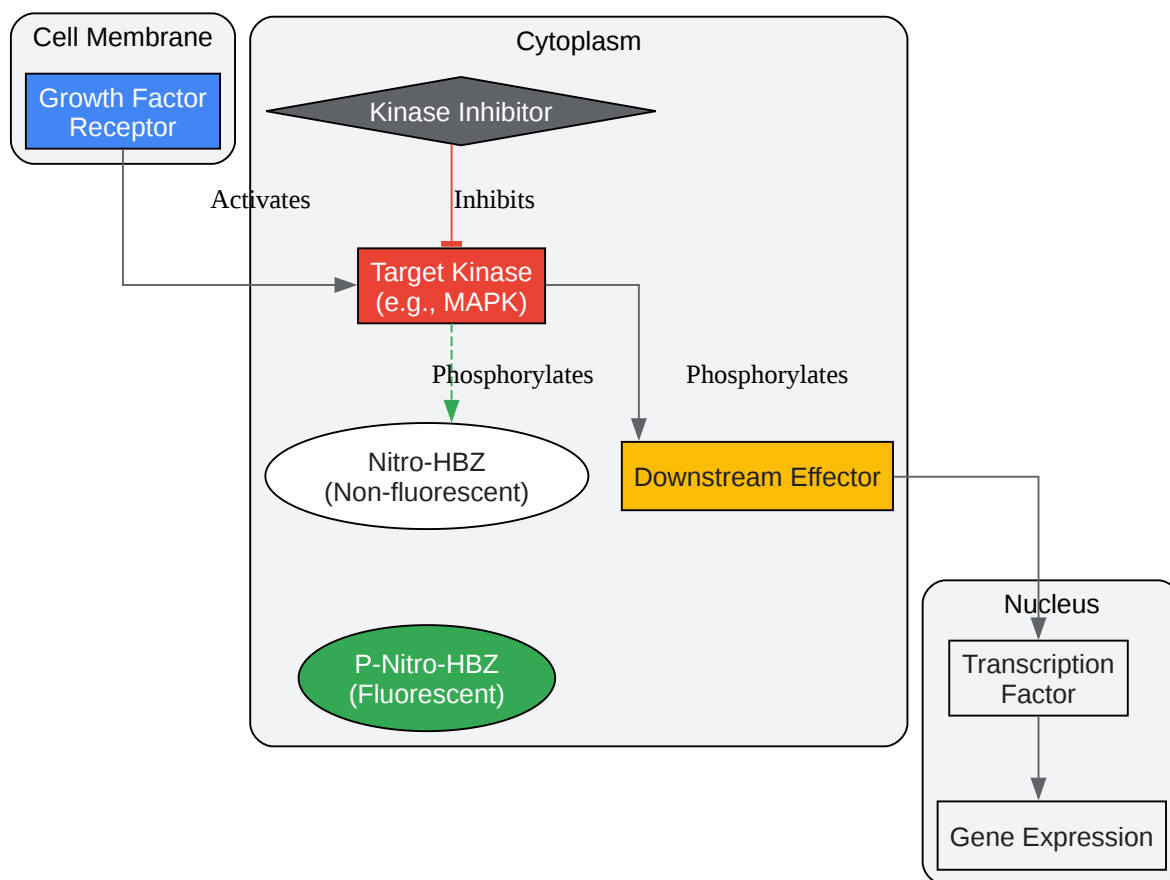 Cell Membrane
Growth Factor
Receptor
Cytoplasm
Kinase Inhibitor
Activates
Inhibits
Target Kinase
(e.g., MAPK)
Phosphorylates
Phosphorylates
Nitro-HBZ
(Non-fluorescent)
Downstream Effector
P-Nitro-HBZ
(Fluorescent)
Nucleus
Transcription
Factor
Gene Expression